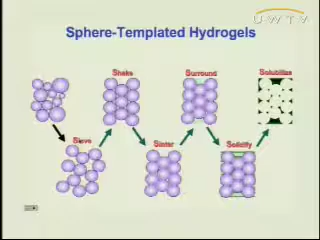 UWTV
Sphere-Templated Hydrogels
Shake
Surround
Solubilize
Sieve
Sinter
Solidify